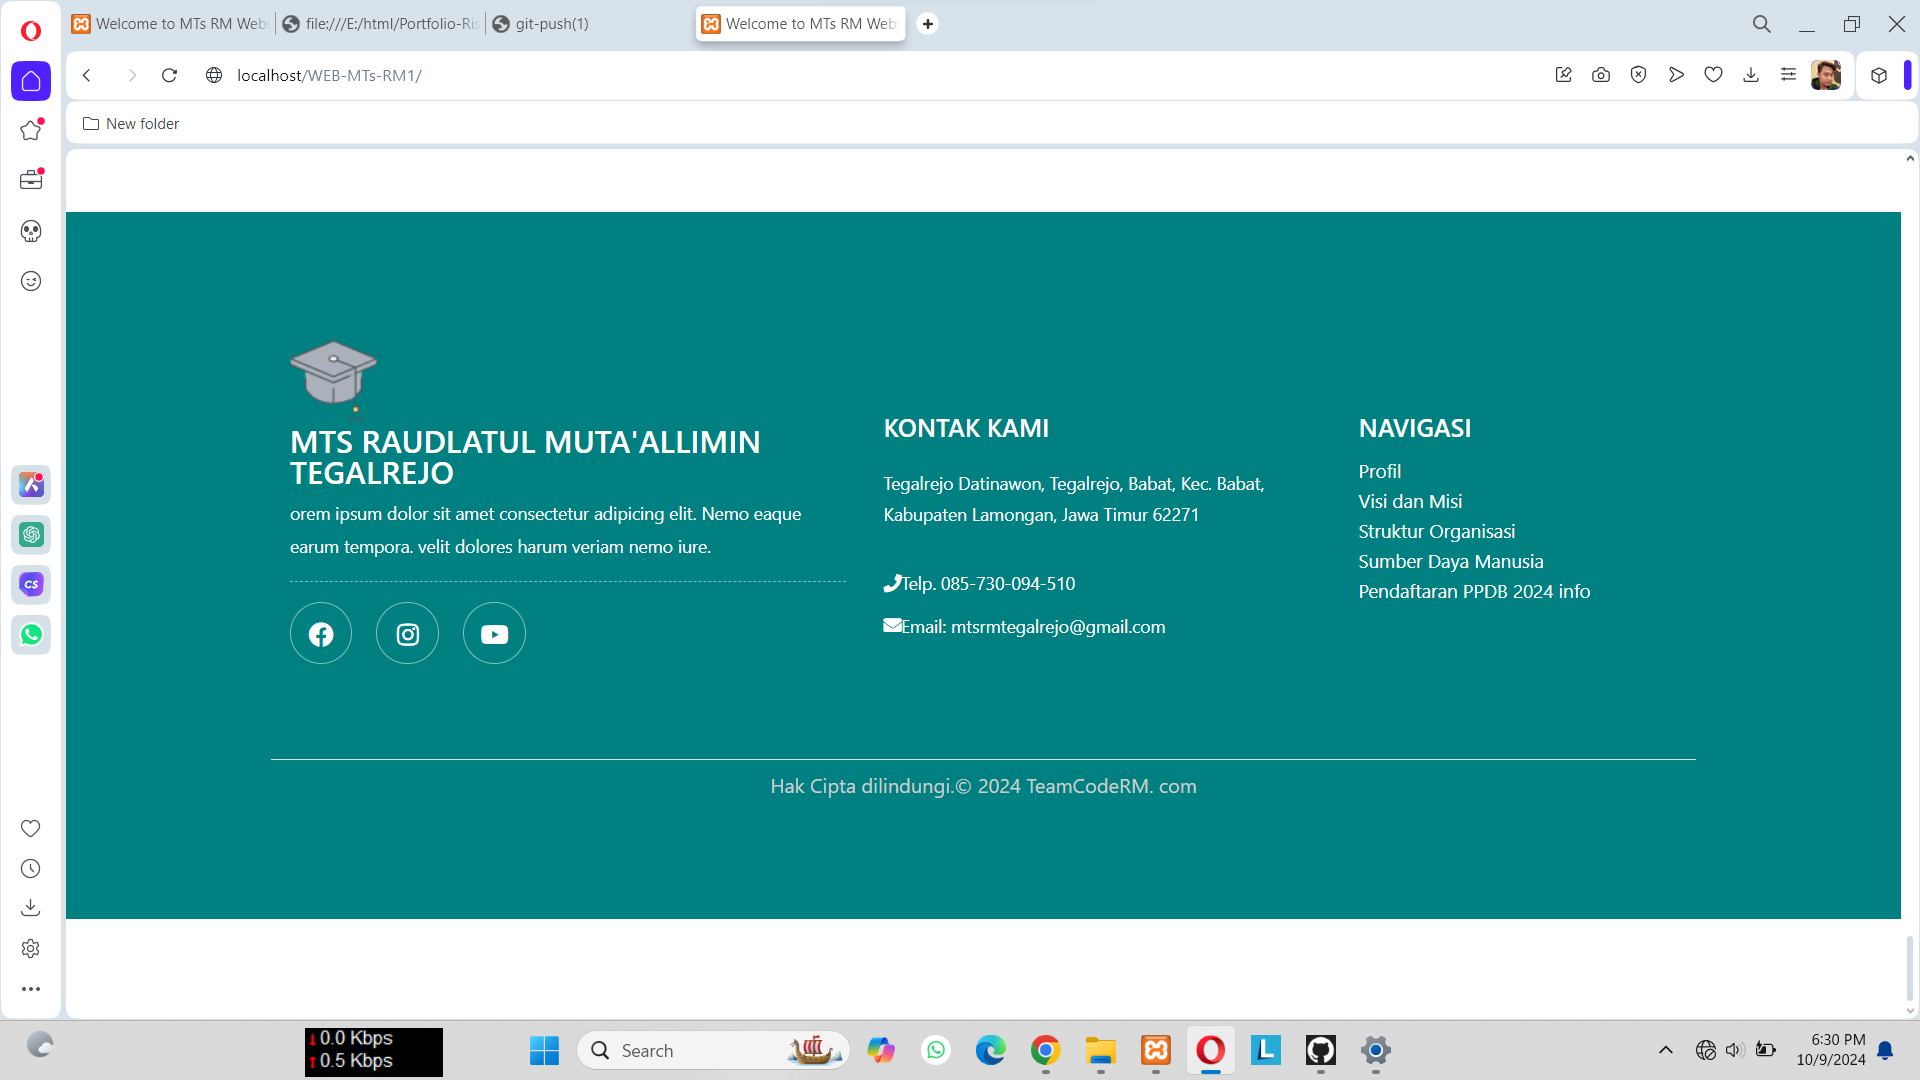 Welcome to MTs RM Web
file:///E:/html/Portfolio-Ris
git-push(1)
Welcome to MTs RM Webs
localhost/WEB-MTs-RM1/
New folder
MTS RAUDLATUL MUTA'ALLIMIN
TEGALREJO
orem ipsum dolor sit amet consectetur adipicing elit. Nemo eaque
earum tempora. velit dolores harum veriam nemo iure.
KONTAK KAMI
Tegalrejo Datinawon, Tegalrejo, Babat, Kec. Babat,
Kabupaten Lamongan, Jawa Timur 62271
Telp. 085-730-094-510
Email: mtsrmtegalrejo@gmail.com
NAVIGASI
Profil
Visi dan Misi
Struktur Organisasi
Sumber Daya Manusia
Pendaftaran PPDB 2024 info
Hak Cipta dilindungi.© 2024 TeamCodeRM. com
CS
0.0 Kbps
0.5 Kbps
Search
L
6:30 PM
10/9/2024